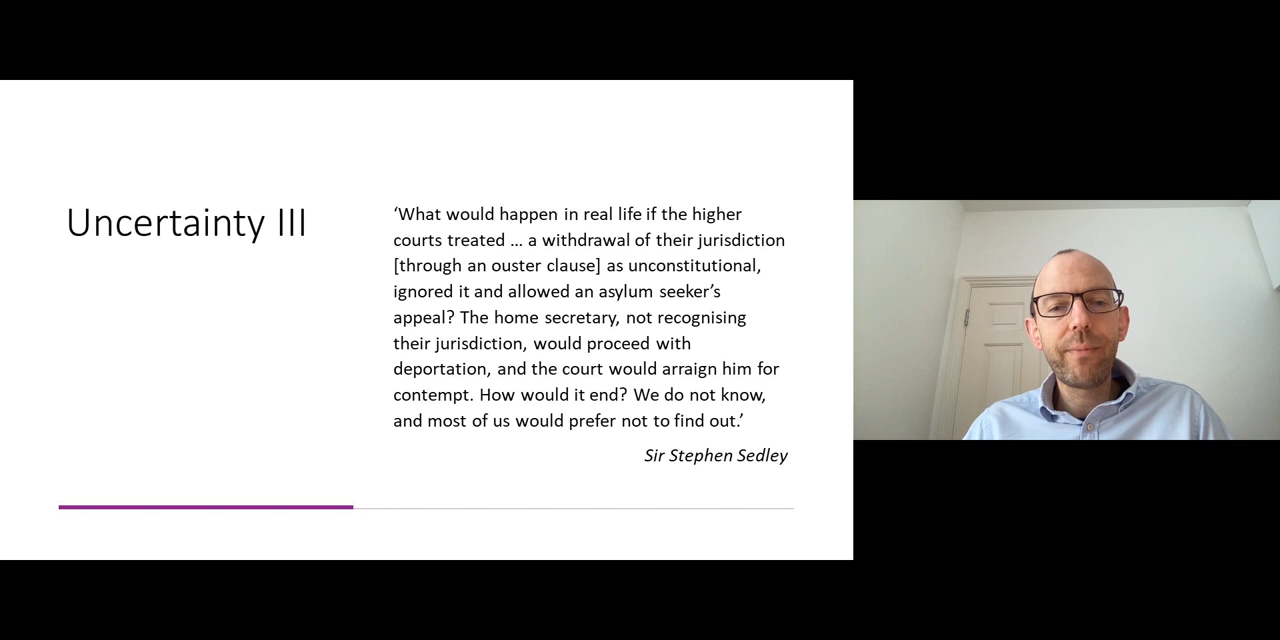 Uncertainty III
‘What would happen in real life if the higher
courts treated ... a withdrawal of their jurisdiction
[through an ouster clause] as unconstitutional,
ignored it and allowed an asylum seeker’s
appeal? The home secretary, not recognising
their jurisdiction, would proceed with
deportation, and the court would arraign him for
contempt. How would it end? We do not know,
and most of us would prefer not to find out.’
Sir Stephen Sedley